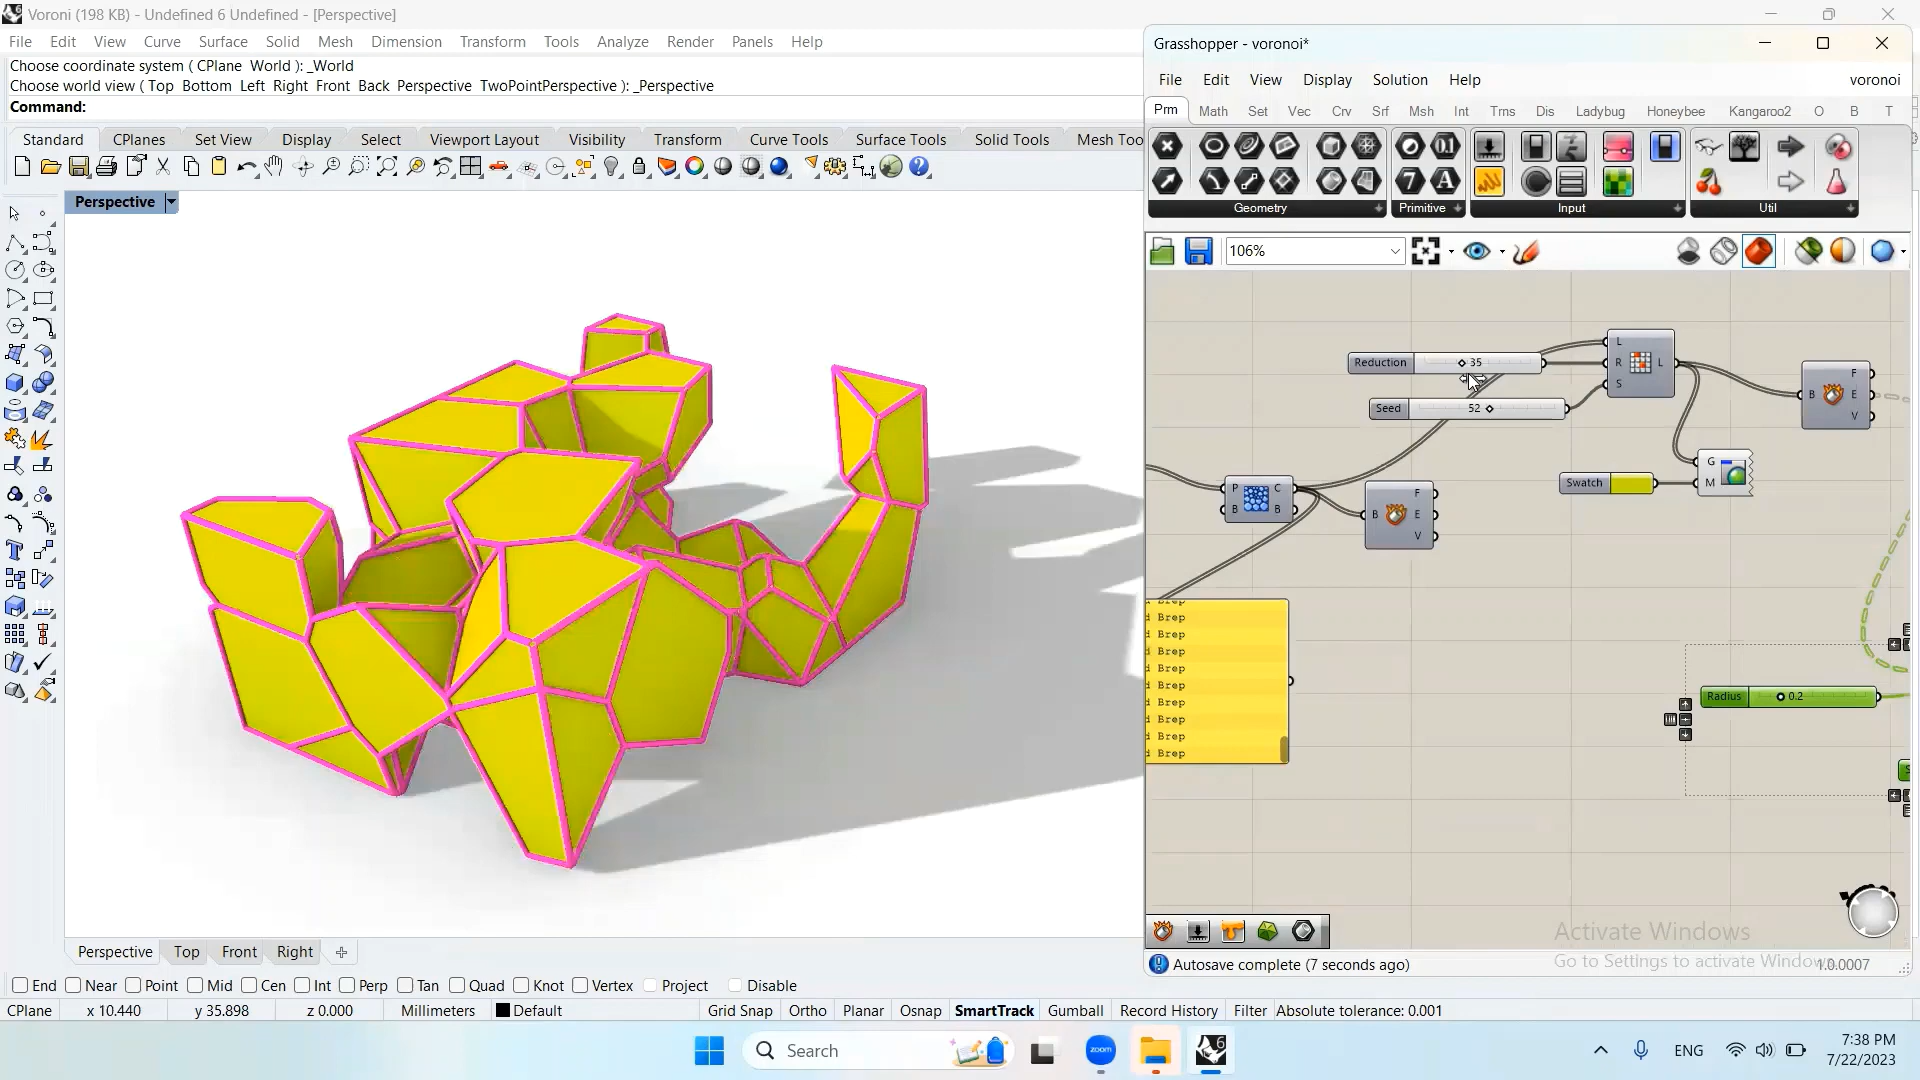 Voroni (198 KB) - Undefined 6 Undefined - [Perspective]
File Edit View Curve Surface Solid Mesh Dimension Transform Tools Analyze Render Panels Help
Choose coordinate system ( CPlane World ): _World
Choose world view ( Top Bottom Left Right Front Back Perspective TwoPointPerspective ): _Perspective
Command:
Standard CPlanes Set View Display Select Viewport Layout Visibility Transform Curve Tools Surface Tools Solid Tools Mesh Too
Perspective
Grasshopper - voronoi*
File Edit View Display Solution Help voronoi
Prm Math Set Vec Crv Srf Msh Int Trns Dis Ladybug Honeybee Kangaroo2 O B T
Geometry Primitive Input Util
106%
Reduction 35
L
R L
S
Seed 52
F
B E
V
G
M
Swatch
P C
B B
F
B E
V
d Brep
d Brep
d Brep
d Brep
d Brep
d Brep
d Brep
d Brep
d Brep
d Brep
Radius 0.2
Activate Windows
Go to Settings to activate Windows.
Autosave complete (7 seconds ago)
1.0.0007
Perspective Top Front Right
End Near Point Mid Cen Int Perp Tan Quad Knot Vertex Project Disable
CPlane x 10.440 y 35.898 z 0.000 Millimeters Default Grid Snap Ortho Planar Osnap SmartTrack Gumball Record History Filter Absolute tolerance: 0.001
Search
zoom
ENG
7:38 PM
7/22/2023